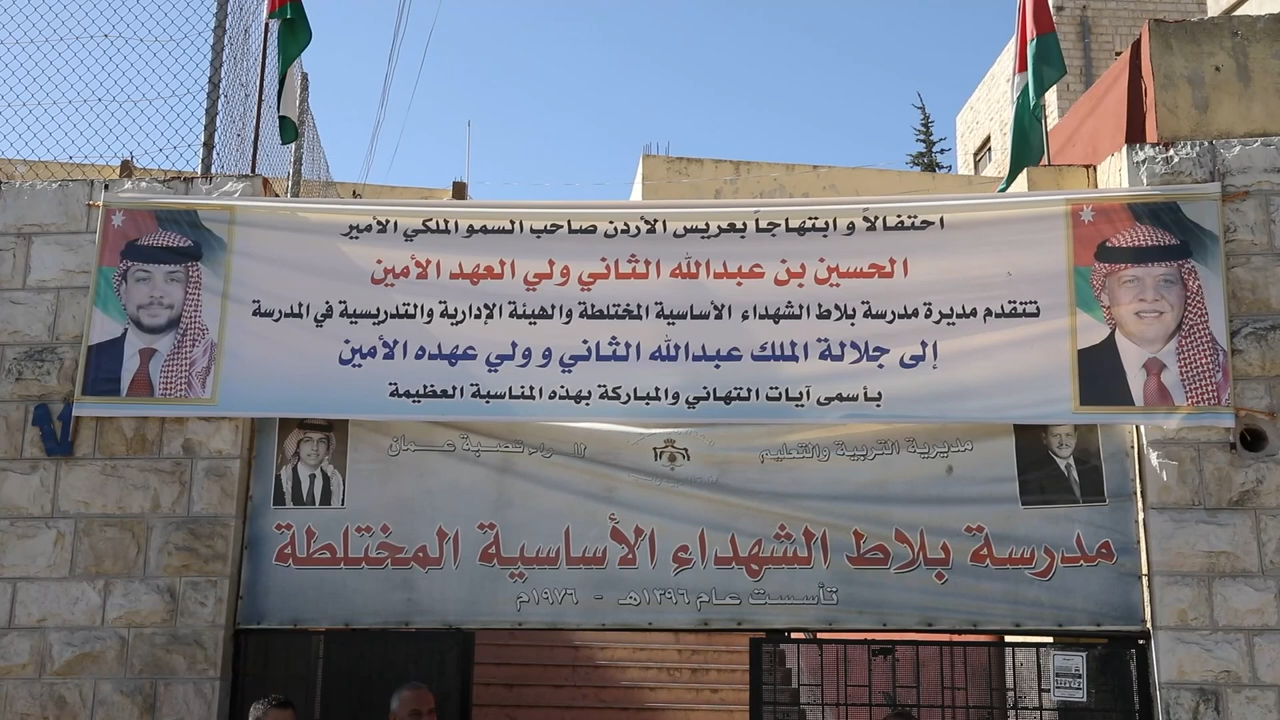 احتفالاً و ابتهاجاً بعريس الأردن صاحب السمو الملكي الأمير
الحسين بن عبدالله الثاني ولي العهد الأمين
تتقدم مديرة مدرسة بلاط الشهداء الأساسية المختلطة والهيئة الإدارية والتدريسية في المدرسة
إلى جلالة الملك عبدالله الثاني و ولي عهده الأمين
بأسمى آيات التهاني والمباركة بهذه المناسبة العظيمة
مديرية التربية والتعليم
قصبة عمان
مدرسة بلاط الشهداء الأساسية المختلطة
تأسست عام ١٣٩٦هـ - ١٩٧٦م